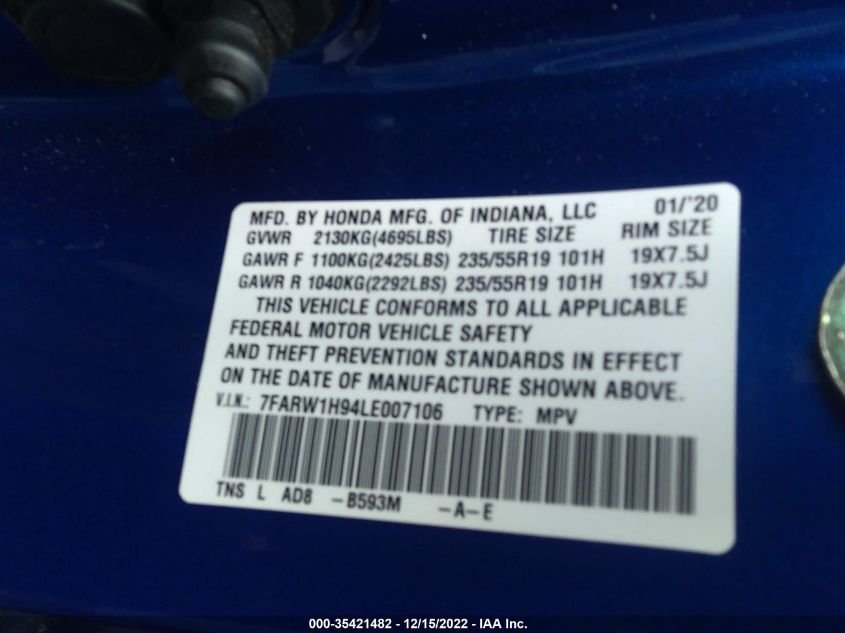 MFD. BY HONDA MFG. OF INDIANA, LLC 01/'20
GVWR 2130KG(4695LBS) TIRE SIZE RIM SIZE
GAWR F 1100KG(2425LBS) 235/55R19 101H 19X7.5J
GAWR R 1040KG(2292LBS) 235/55R19 101H 19X7.5J
THIS VEHICLE CONFORMS TO ALL APPLICABLE
FEDERAL MOTOR VEHICLE SAFETY
AND THEFT PREVENTION STANDARDS IN EFFECT
ON THE DATE OF MANUFACTURE SHOWN ABOVE.
V.I.N.: 7FARW1H94LE007106 TYPE: MPV
TNS L AD8 -B593M -A-E
000-35421482 - 12/15/2022 - IAA Inc.